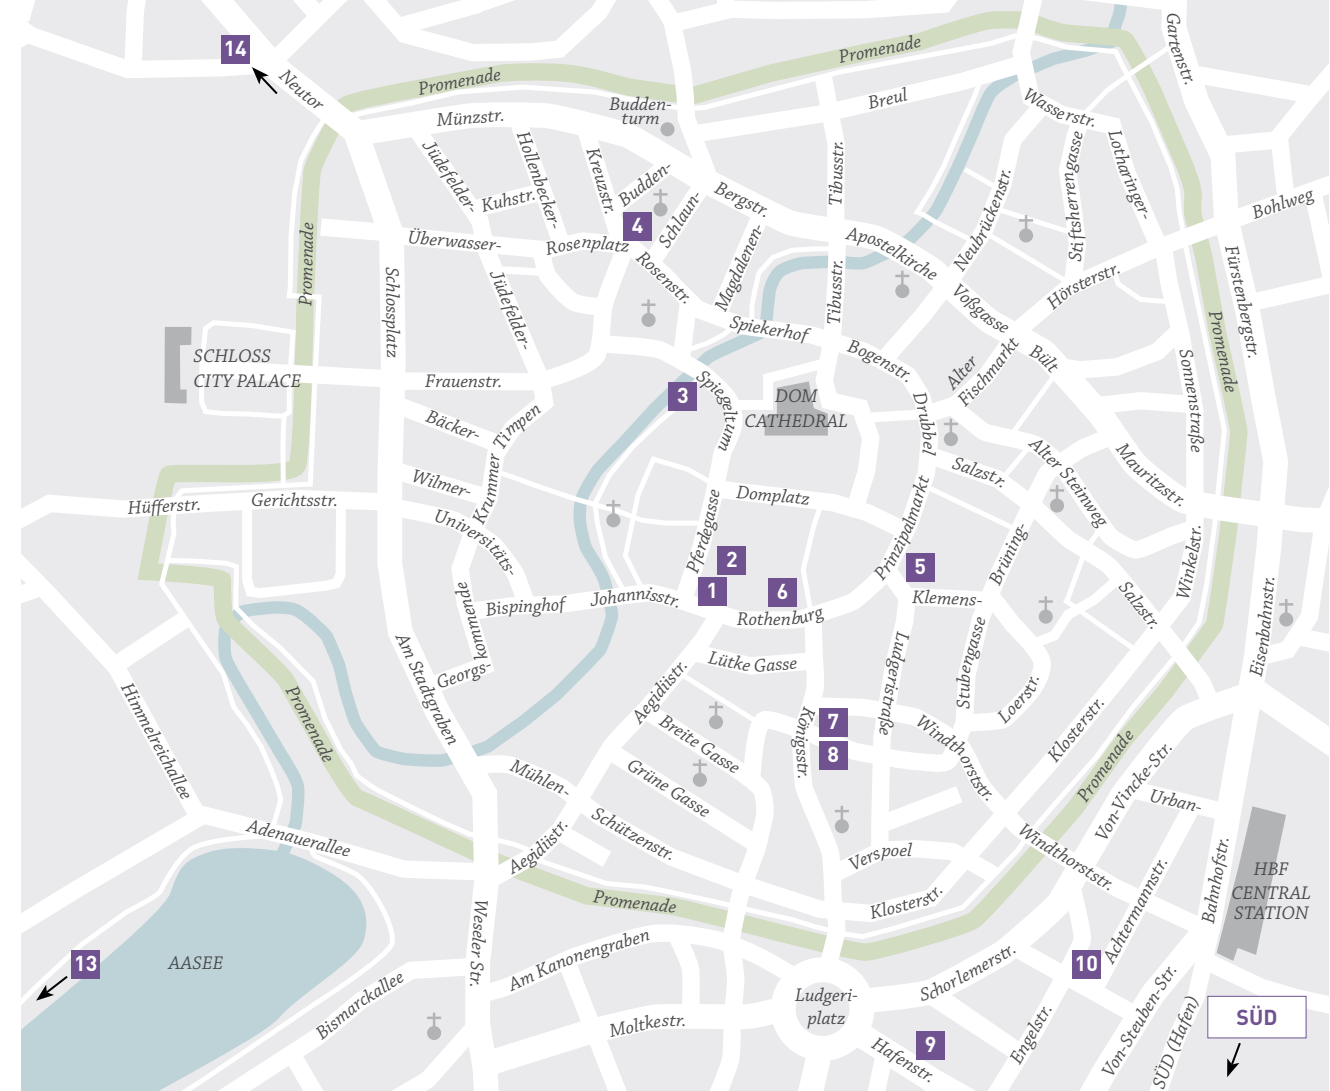 14
Neutor
Promenade
Promenade
Gartenstr.
Münzstr.
Budden-
turm
Breul
Wasserstr.
Jüdefelder-
Hollenbecker-
Kreuzstr.
Budden-
Bergstr.
Tibusstr.
Stiftsherrengasse
Lotharinger-
Kuhstr.
Schlaun-
Neubrückenstr.
Bohlweg
4
Promenade
Überwasser-
Rosenplatz
Rosenstr.
Magdalenen-
Apostelkirche
Schlossplatz
Jüdefelder-
Tibusstr.
Voßgasse
Hörsterstr.
Fürstenbergstr.
Promenade
Spiekerhof
Bogenstr.
Alter
Fischmarkt
Bült
Sonnenstraße
SCHLOSS
CITY PALACE
Frauenstr.
3
Spiegelturm
DOM
CATHEDRAL
Drubbel
Bäcker-
Krummer Timpen
Salzstr.
Alter Steinweg
Mauritzstr.
Wilmer-
Domplatz
Hüfferstr.
Gerichtsstr.
Universitäts-
Pferdegasse
Prinzipalmarkt
Brüning-
Winkelstr.
2
5
1
6
Georgs-
kommende
Bispinghof
Johannisstr.
Rothenburg
Klemens-
Salzstr.
Eisenbahnstr.
Am Stadtgraben
Lütke Gasse
Ludgeristraße
Stubengasse
Loerstr.
Himmelreichallee
Promenade
Aegidiistr.
Breite Gasse
Königsstr.
7
8
Windthorststr.
Klosterstr.
Promenade
Von-Vincke-Str.
Mühlen-
Grüne Gasse
Urban-
Adenauerallee
Aegidiistr.
Schützenstr.
Verspoel
Windthorststr.
Bahnhofstr.
HBF
CENTRAL
STATION
Promenade
Klosterstr.
Achtermannstr.
Weseler Str.
13
AASEE
Am Kanonengraben
Schorlemerstr.
10
Bismarckallee
Moltkestr.
Ludgeri-
platz
Hafenstr.
9
Engelstr.
Von-Steuben-Str.
SÜD (Hafen)
SÜD